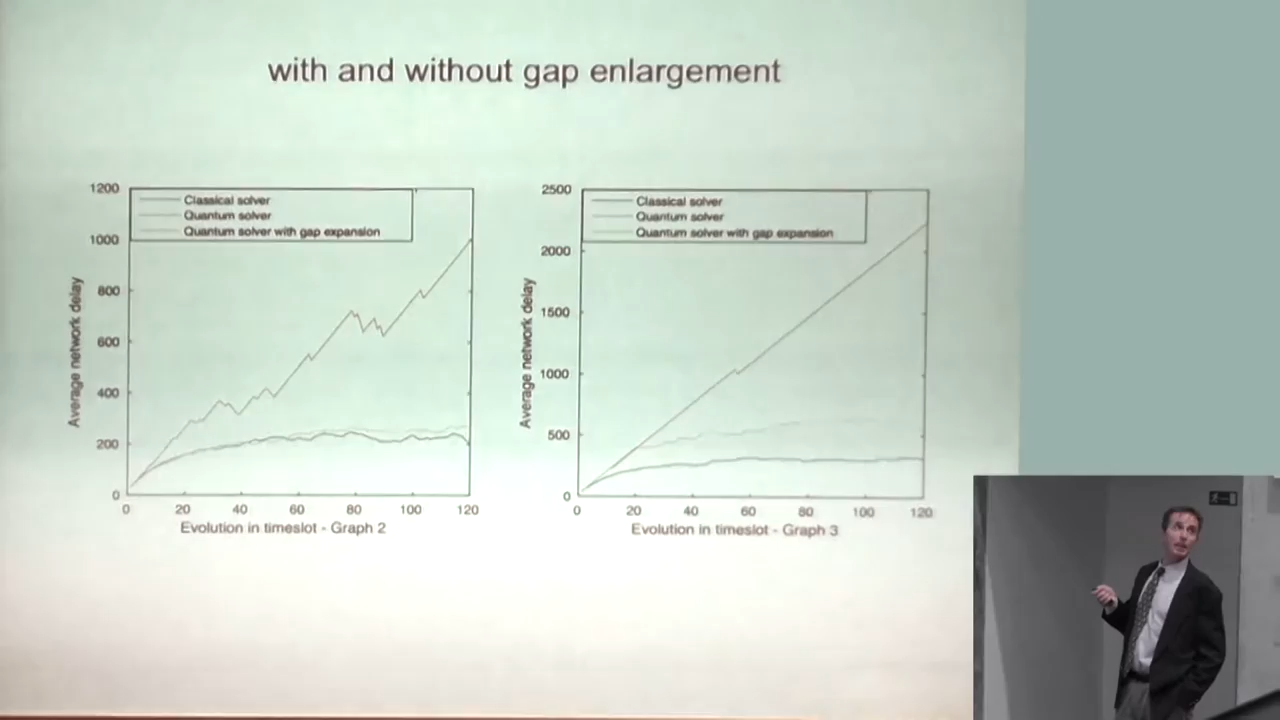 with and without gap enlargement
1200
1000
800
600
400
200
0
Average network delay
Classical solver
Quantum solver
Quantum solver with gap expansion
0 20 40 60 80 100 120
Evolution in timeslot - Graph 2
2500
2000
1500
1000
500
0
Average network delay
Classical solver
Quantum solver
Quantum solver with gap expansion
0 20 40 60 80 100 120
Evolution in timeslot - Graph 3